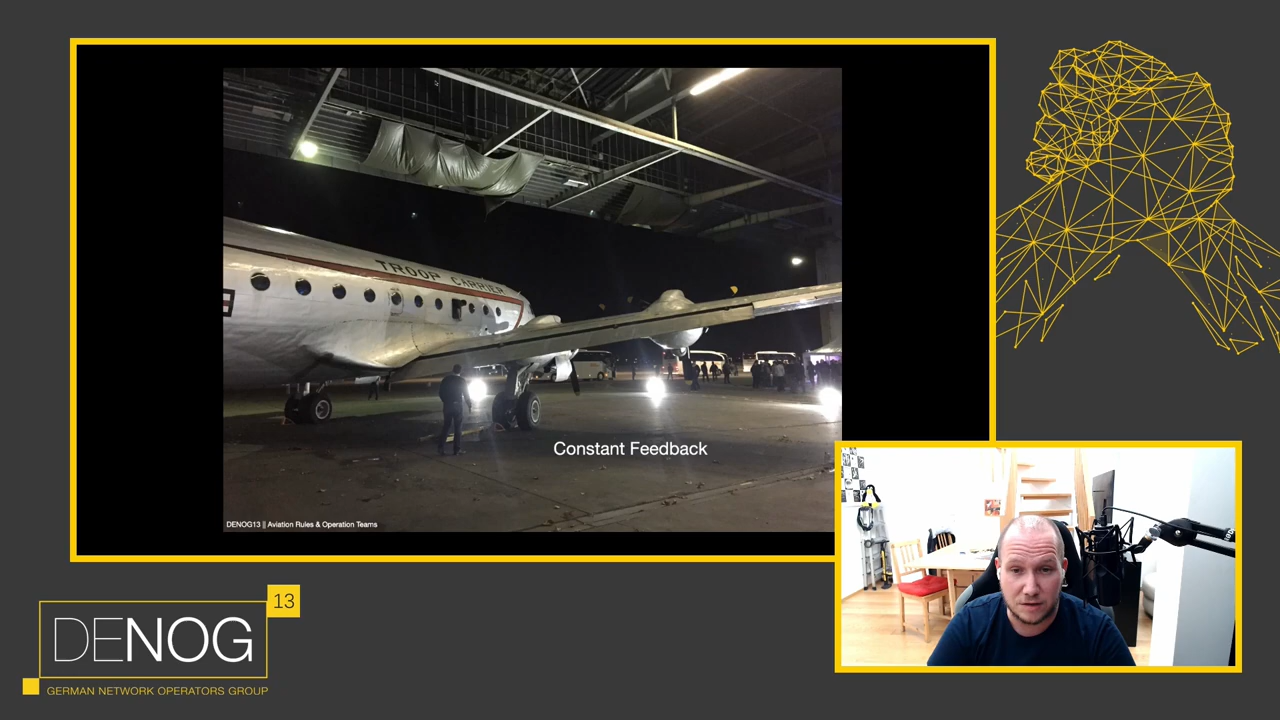 TROOP CARRIER
Constant Feedback
DENOG13 || Aviation Rules & Operation Teams
13
DENOG
GERMAN NETWORK OPERATORS GROUP